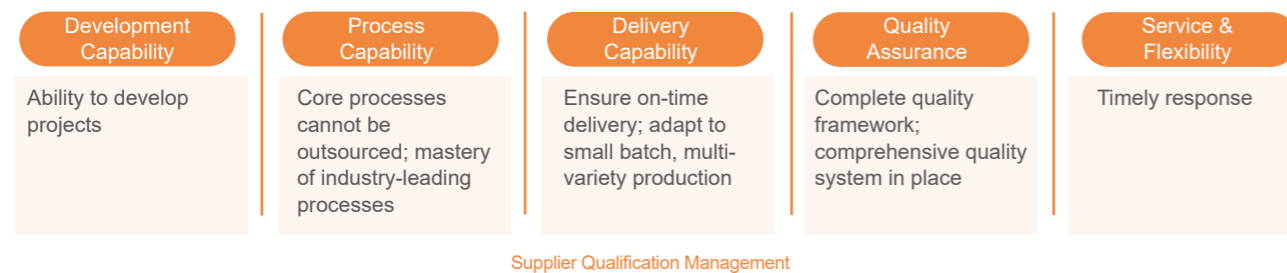 Development
Capability
Ability to develop
projects
Process
Capability
Core processes
cannot be
outsourced; mastery
of industry-leading
processes
Delivery
Capability
Ensure on-time
delivery; adapt to
small batch, multi-
variety production
Quality
Assurance
Complete quality
framework;
comprehensive quality
system in place
Service &
Flexibility
Timely response
Supplier Qualification Management